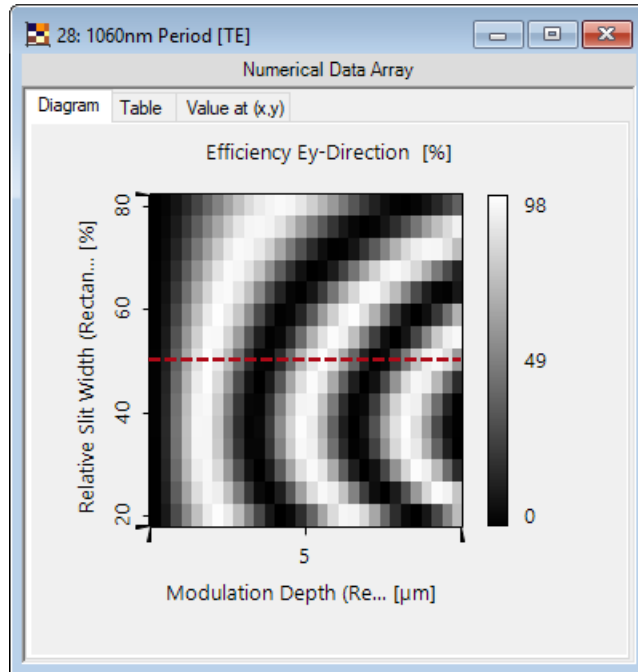 28: 1060nm Period [TE]
Numerical Data Array
Diagram Table Value at (x,y)
Efficiency Ey-Direction [%]
Relative Slit Width (Rectan... [%]
80
60
40
20
5
Modulation Depth (Re... [µm]
98
49
0